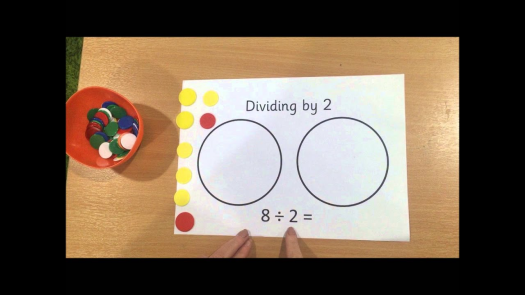 Dividing by 2
8 ÷ 2 =